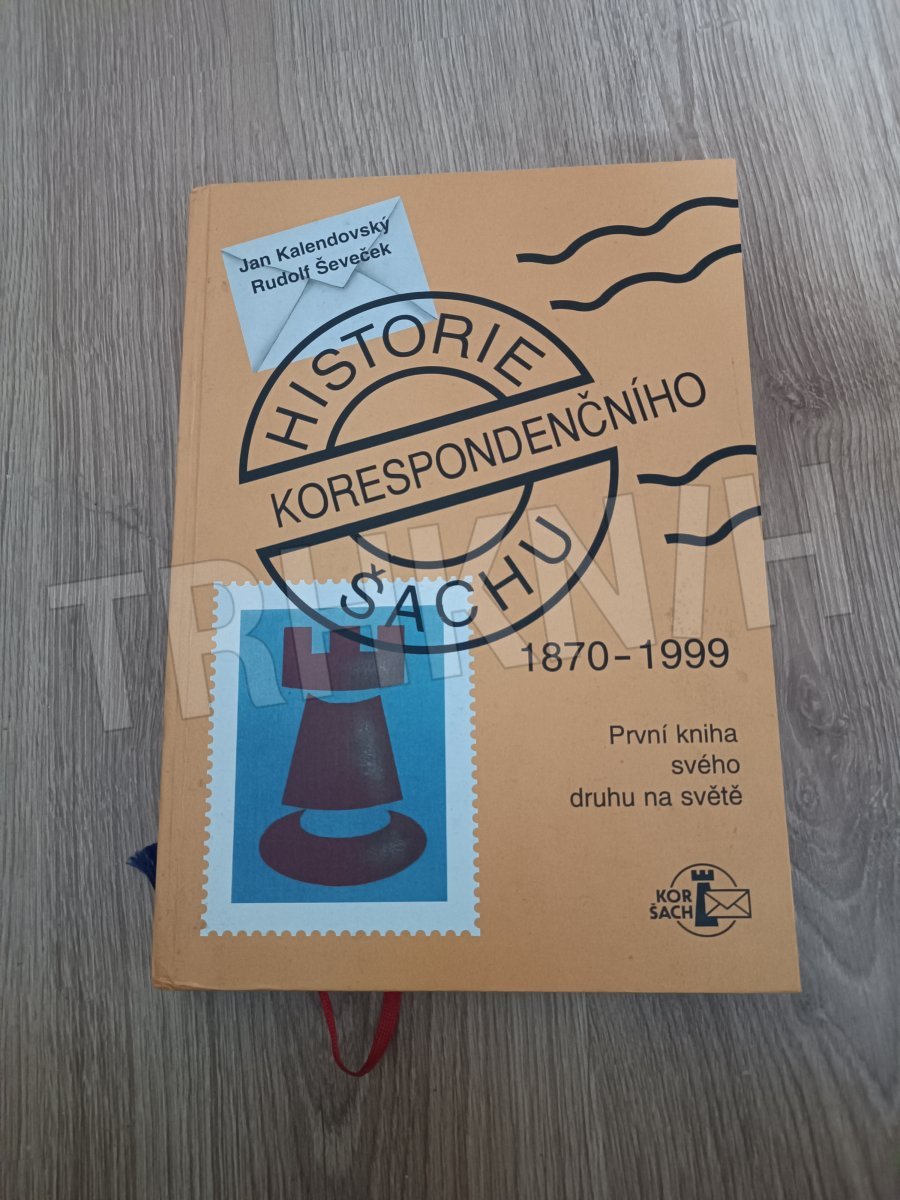 Jan Kalendovský
Rudolf Ševeček
HISTORIE
KORESPONDENČNÍHO
ŠACHU
1870–1999
První kniha
svého
druhu na světě
KOR
ŠACH
TRHKNIH